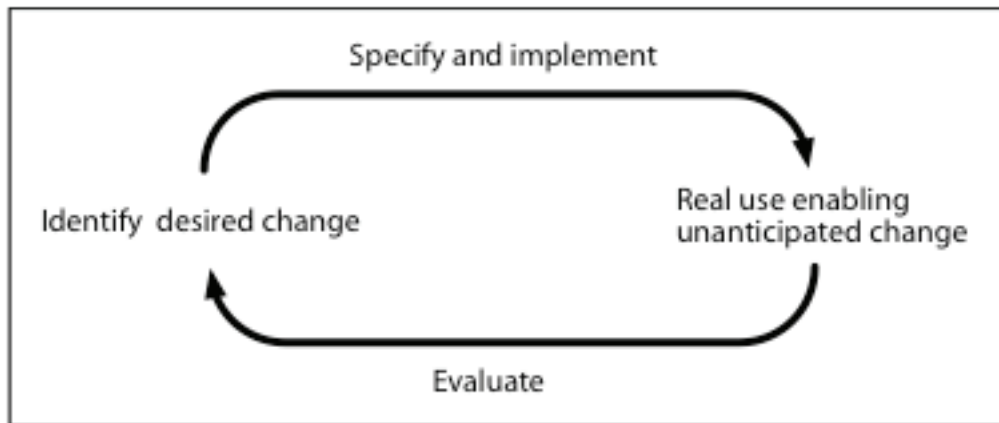 Specify and implement
Identify desired change
Real use enabling
unanticipated change
Evaluate